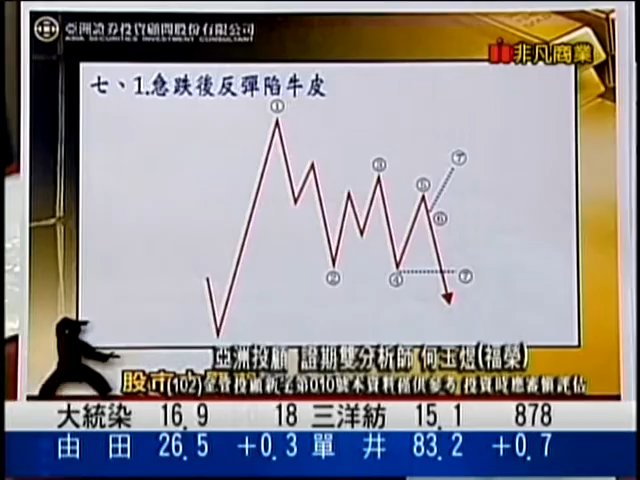 亞洲證券投資顧問股份有限公司
ASIA SECURITIES INVESTMENT CONSULTANT
非凡商業
七、1.急跌後反彈陷牛皮
①
③
⑦
⑤
⑥
②
④
⑦
亞洲投顧 證期雙分析師 何玉煜(福榮)
股市
(102)金管投顧新字第010號本資料僅供參考 投資時應審慎評估
大統染 16.9 18 三洋紡 15.1 878
由田 26.5 +0.3 單井 83.2 +0.7